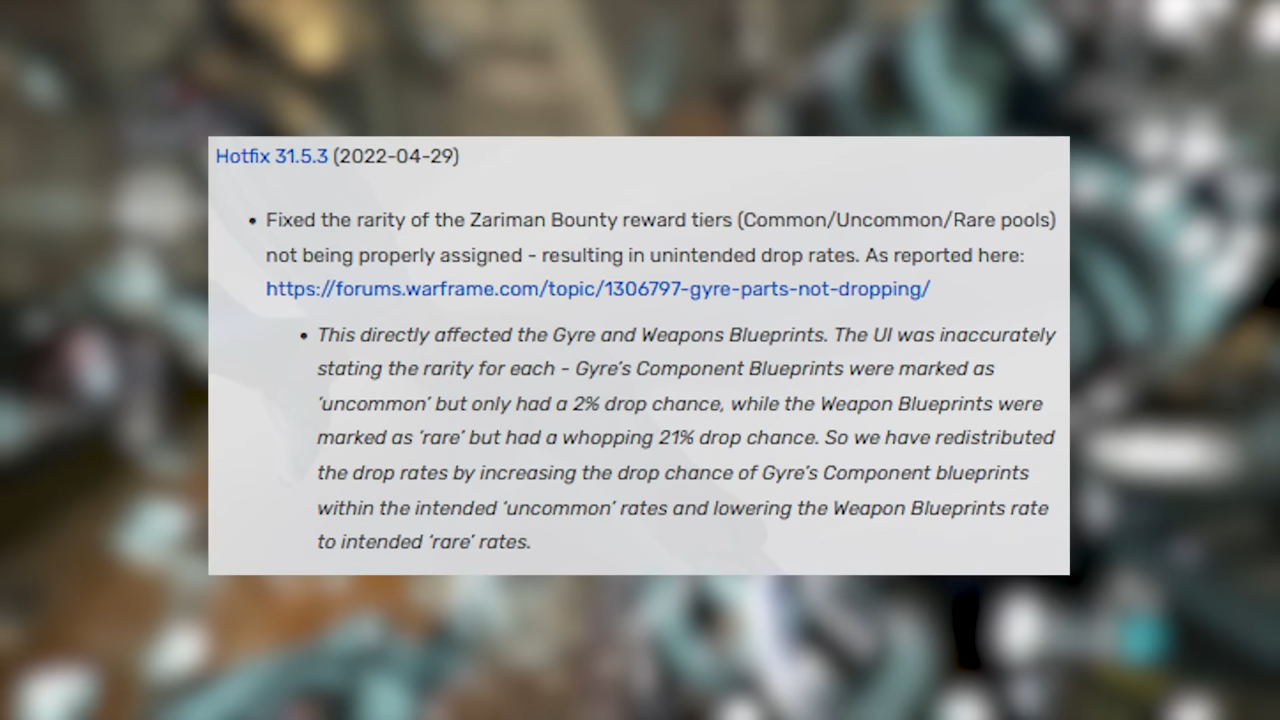 Hotfix 31.5.3 (2022-04-29)
• Fixed the rarity of the Zariman Bounty reward tiers (Common/Uncommon/Rare pools)
not being properly assigned - resulting in unintended drop rates. As reported here:
https://forums.warframe.com/topic/1306797-gyre-parts-not-dropping/
• This directly affected the Gyre and Weapons Blueprints. The UI was inaccurately
stating the rarity for each - Gyre’s Component Blueprints were marked as
‘uncommon’ but only had a 2% drop chance, while the Weapon Blueprints were
marked as ‘rare’ but had a whopping 21% drop chance. So we have redistributed
the drop rates by increasing the drop chance of Gyre’s Component blueprints
within the intended ‘uncommon’ rates and lowering the Weapon Blueprints rate
to intended ‘rare’ rates.